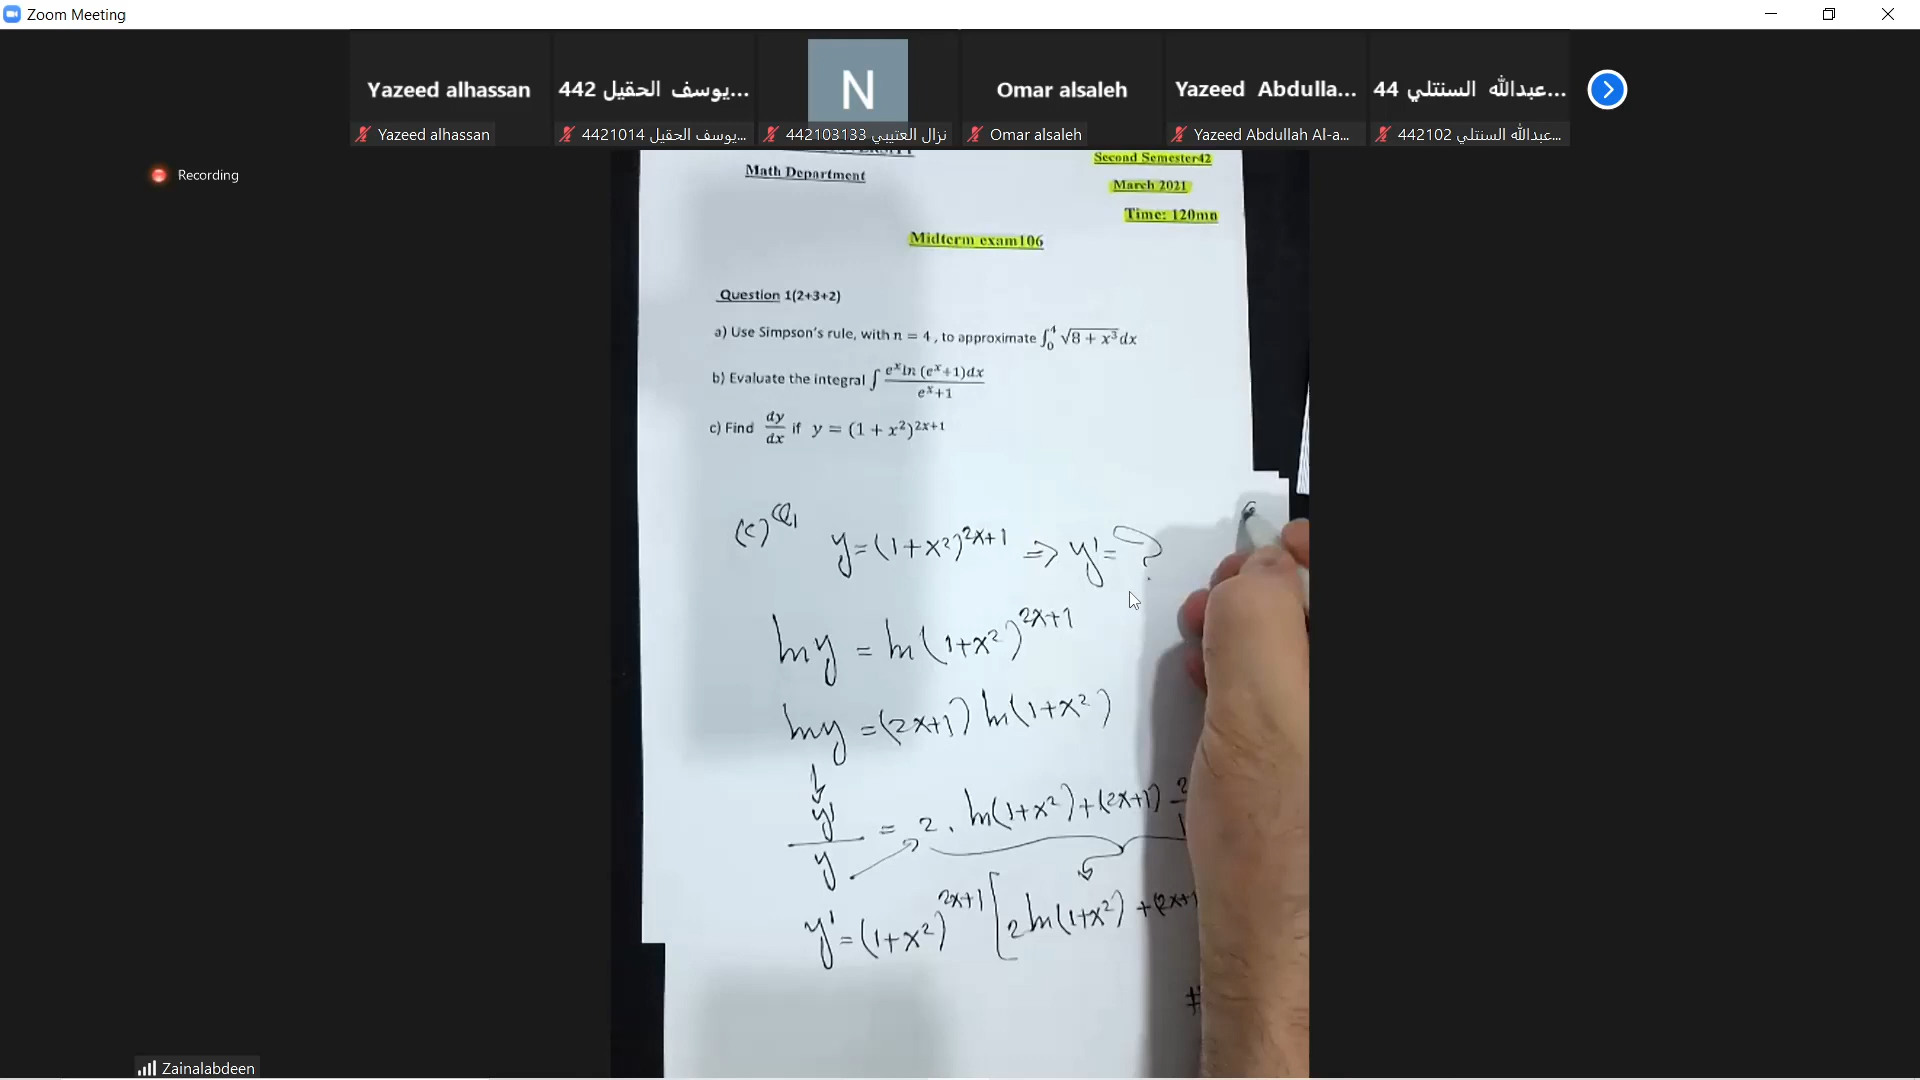 Zoom Meeting
Yazeed alhassan
442 يوسف الحقيل...
N
Omar alsaleh
Yazeed Abdulla...
44 عبدالله السنتلي...
Yazeed alhassan
4421014 يوسف الحقيل...
442103133 نزال العتيبي
Omar alsaleh
Yazeed Abdullah Al-a...
442102 عبدالله السنتلي...
Recording
Math Department
Second Semester42
March 2021
Time: 120mn
Midterm exam106
Question 1(2+3+2)
a) Use Simpson's rule, with n = 4 , to approximate ∫₀⁴ √8 + x³ dx
b) Evaluate the integral ∫ eˣln (eˣ+1)dx / eˣ+1
c) Find dy/dx if y = (1 + x²)²ˣ⁺¹
(c) Q₁
y=(1+x²)²ˣ⁺¹ ⇒ y'= ?
ln y = ln(1+x²)²ˣ⁺¹
ln y =(2x+1) ln(1+x²)
y'/y = 2 . ln(1+x²)+(2x+1)
y'=(1+x²)²ˣ⁺¹ [2 ln(1+x²) +(2x+1
#
Zainalabdeen